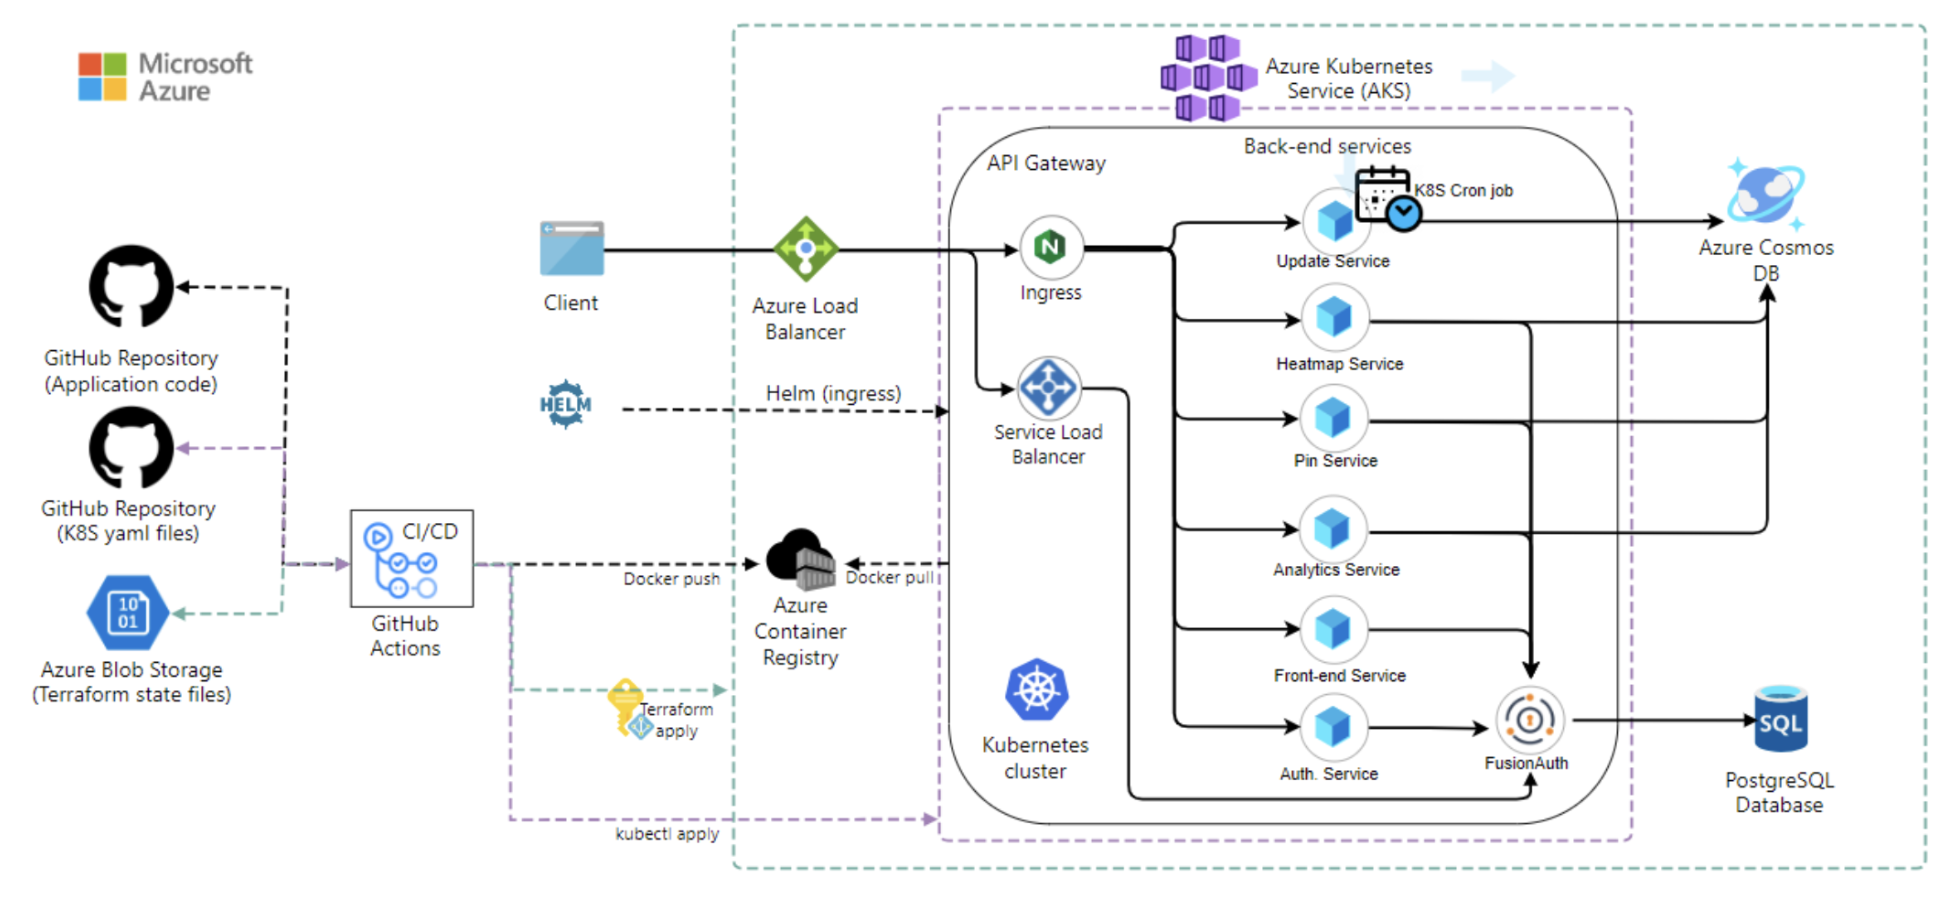 Microsoft
Azure
Azure Kubernetes
Service (AKS)
Back-end services
API Gateway
K8S Cron job
Update Service
Azure Cosmos
DB
Client
Azure Load
Balancer
Ingress
GitHub Repository
(Application code)
Heatmap Service
HELM
Helm (ingress)
Service Load
Balancer
Pin Service
GitHub Repository
(K8S yaml files)
CI/CD
GitHub
Actions
Docker push
Docker pull
Azure
Container
Registry
Analytics Service
10
01
Azure Blob Storage
(Terraform state files)
Front-end Service
Terraform
apply
Kubernetes
cluster
Auth. Service
FusionAuth
SQL
PostgreSQL
Database
kubectl apply